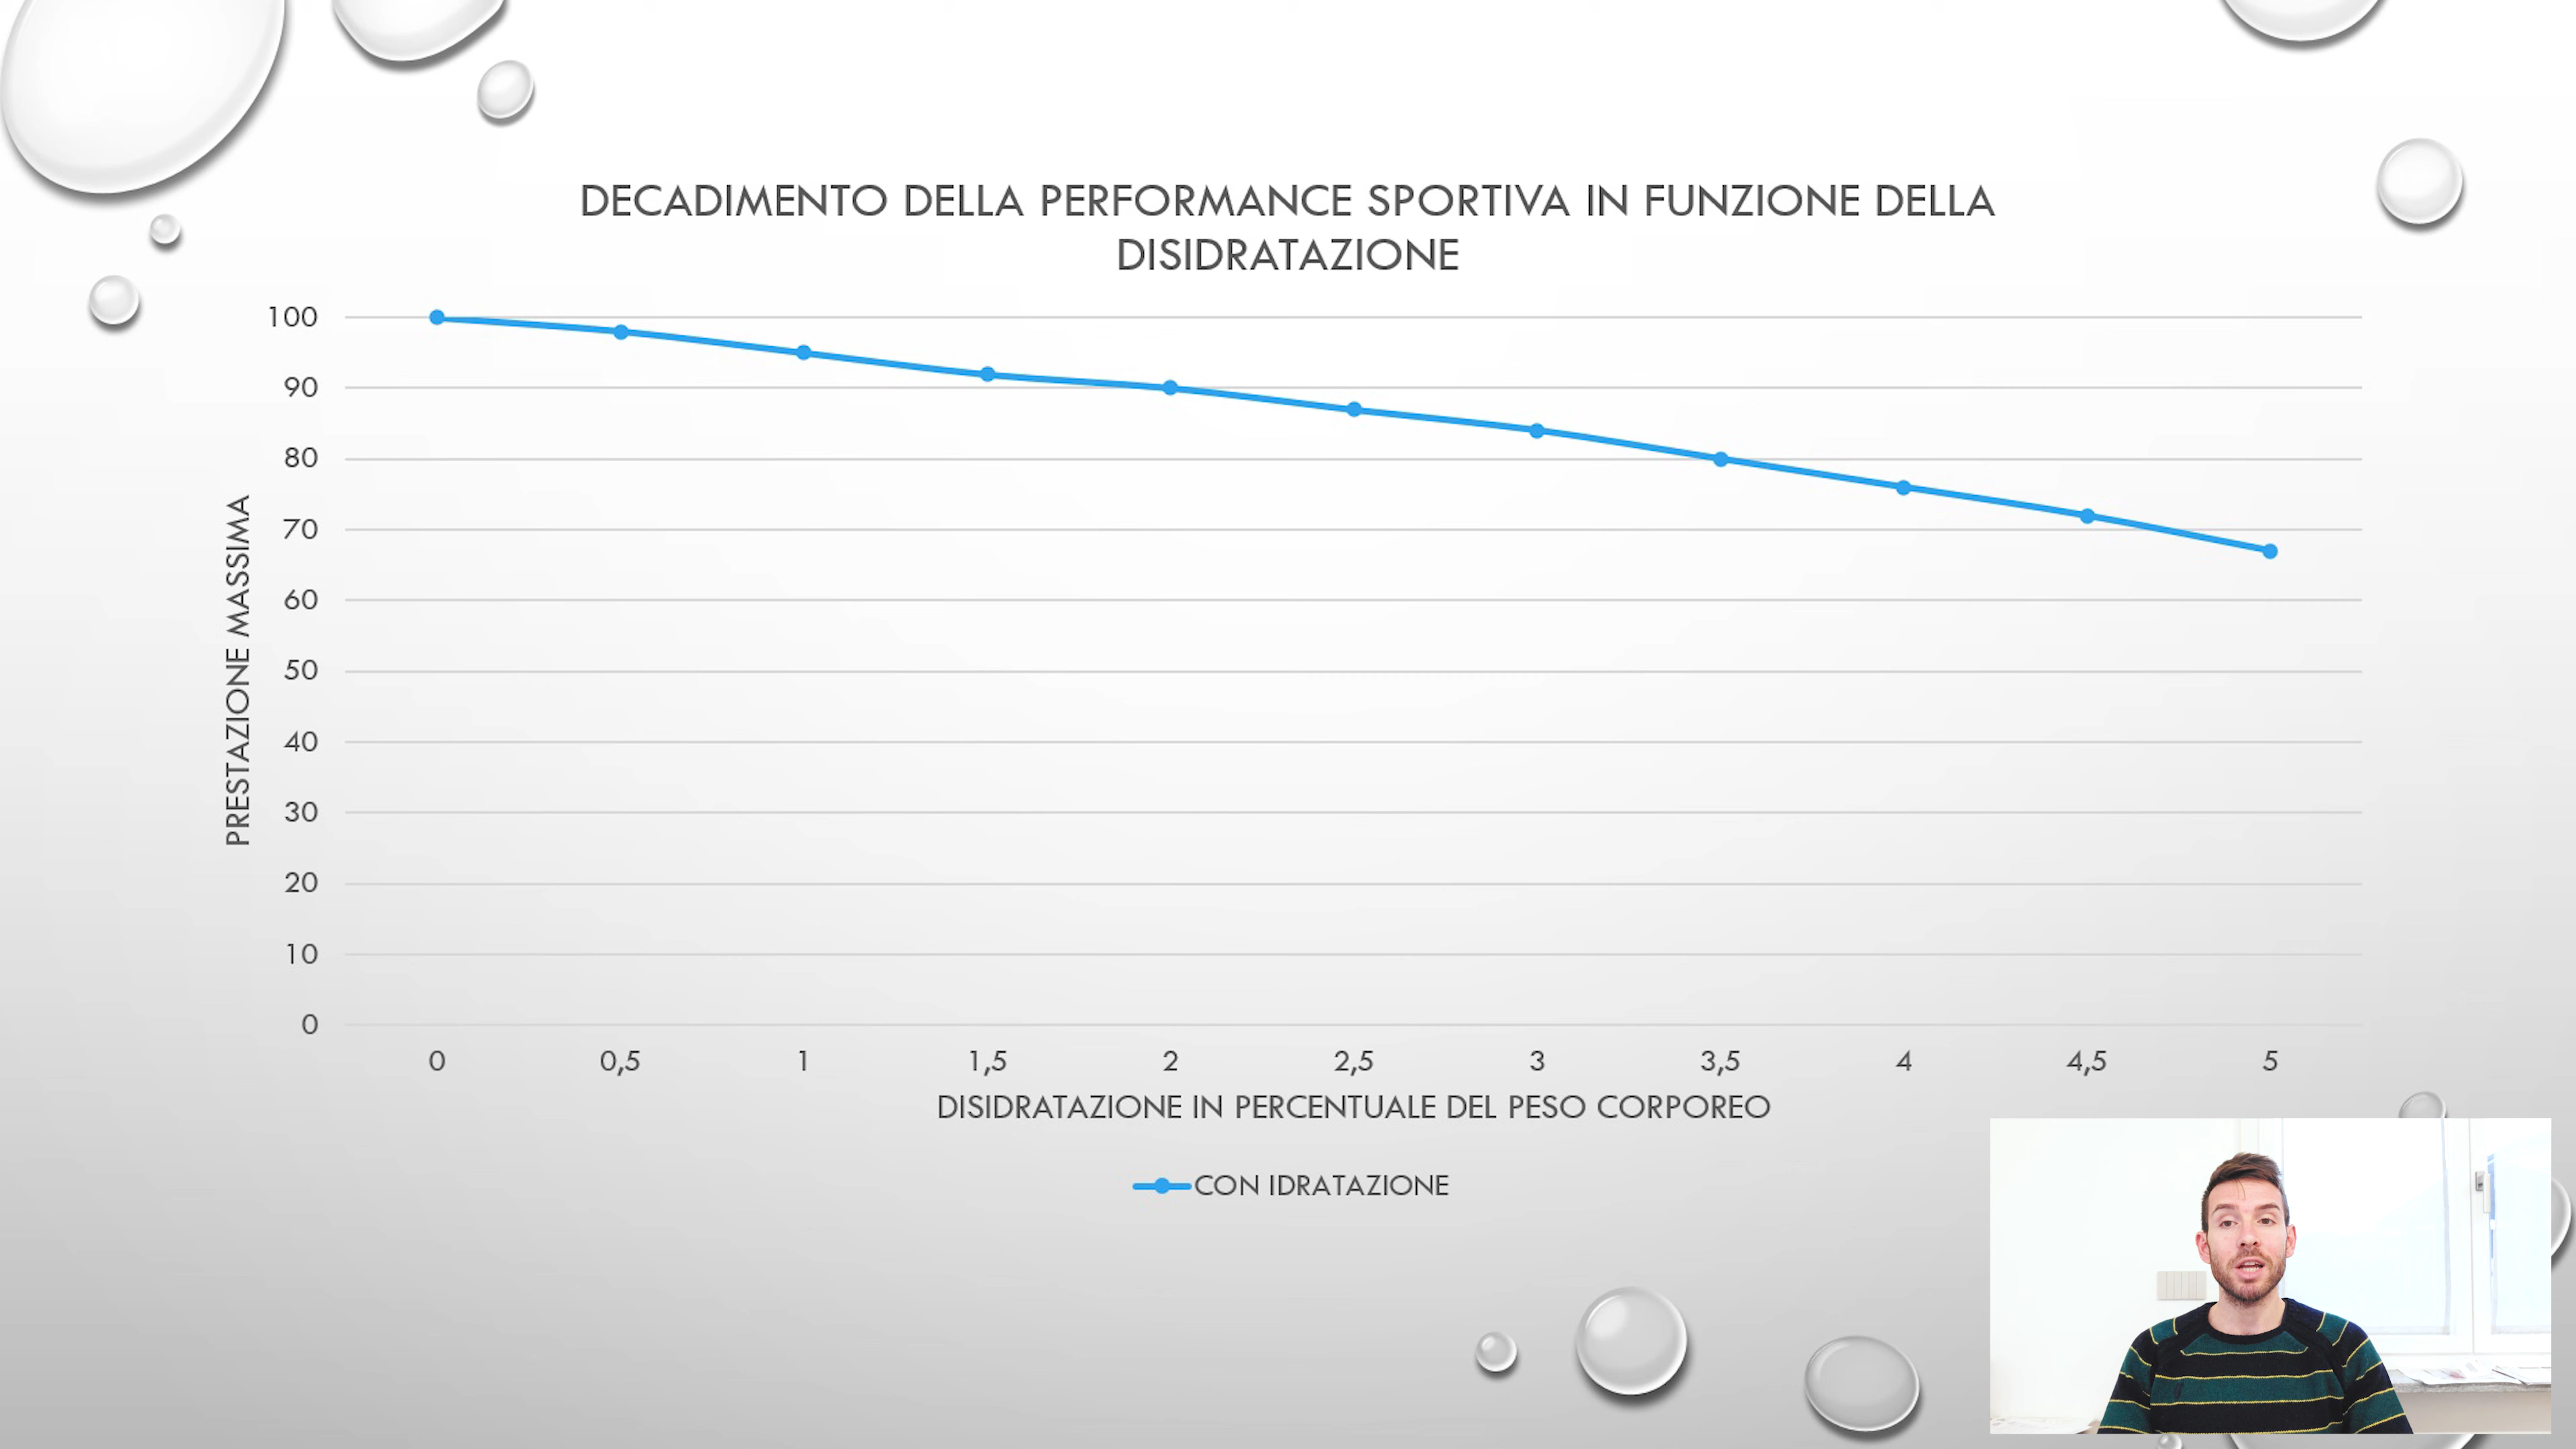 DECADIMENTO DELLA PERFORMANCE SPORTIVA IN FUNZIONE DELLA
DISIDRATAZIONE
PRESTAZIONE MASSIMA
100
90
80
70
60
50
40
30
20
10
0
0 0,5 1 1,5 2 2,5 3 3,5 4 4,5 5
DISIDRATAZIONE IN PERCENTUALE DEL PESO CORPOREO
CON IDRATAZIONE